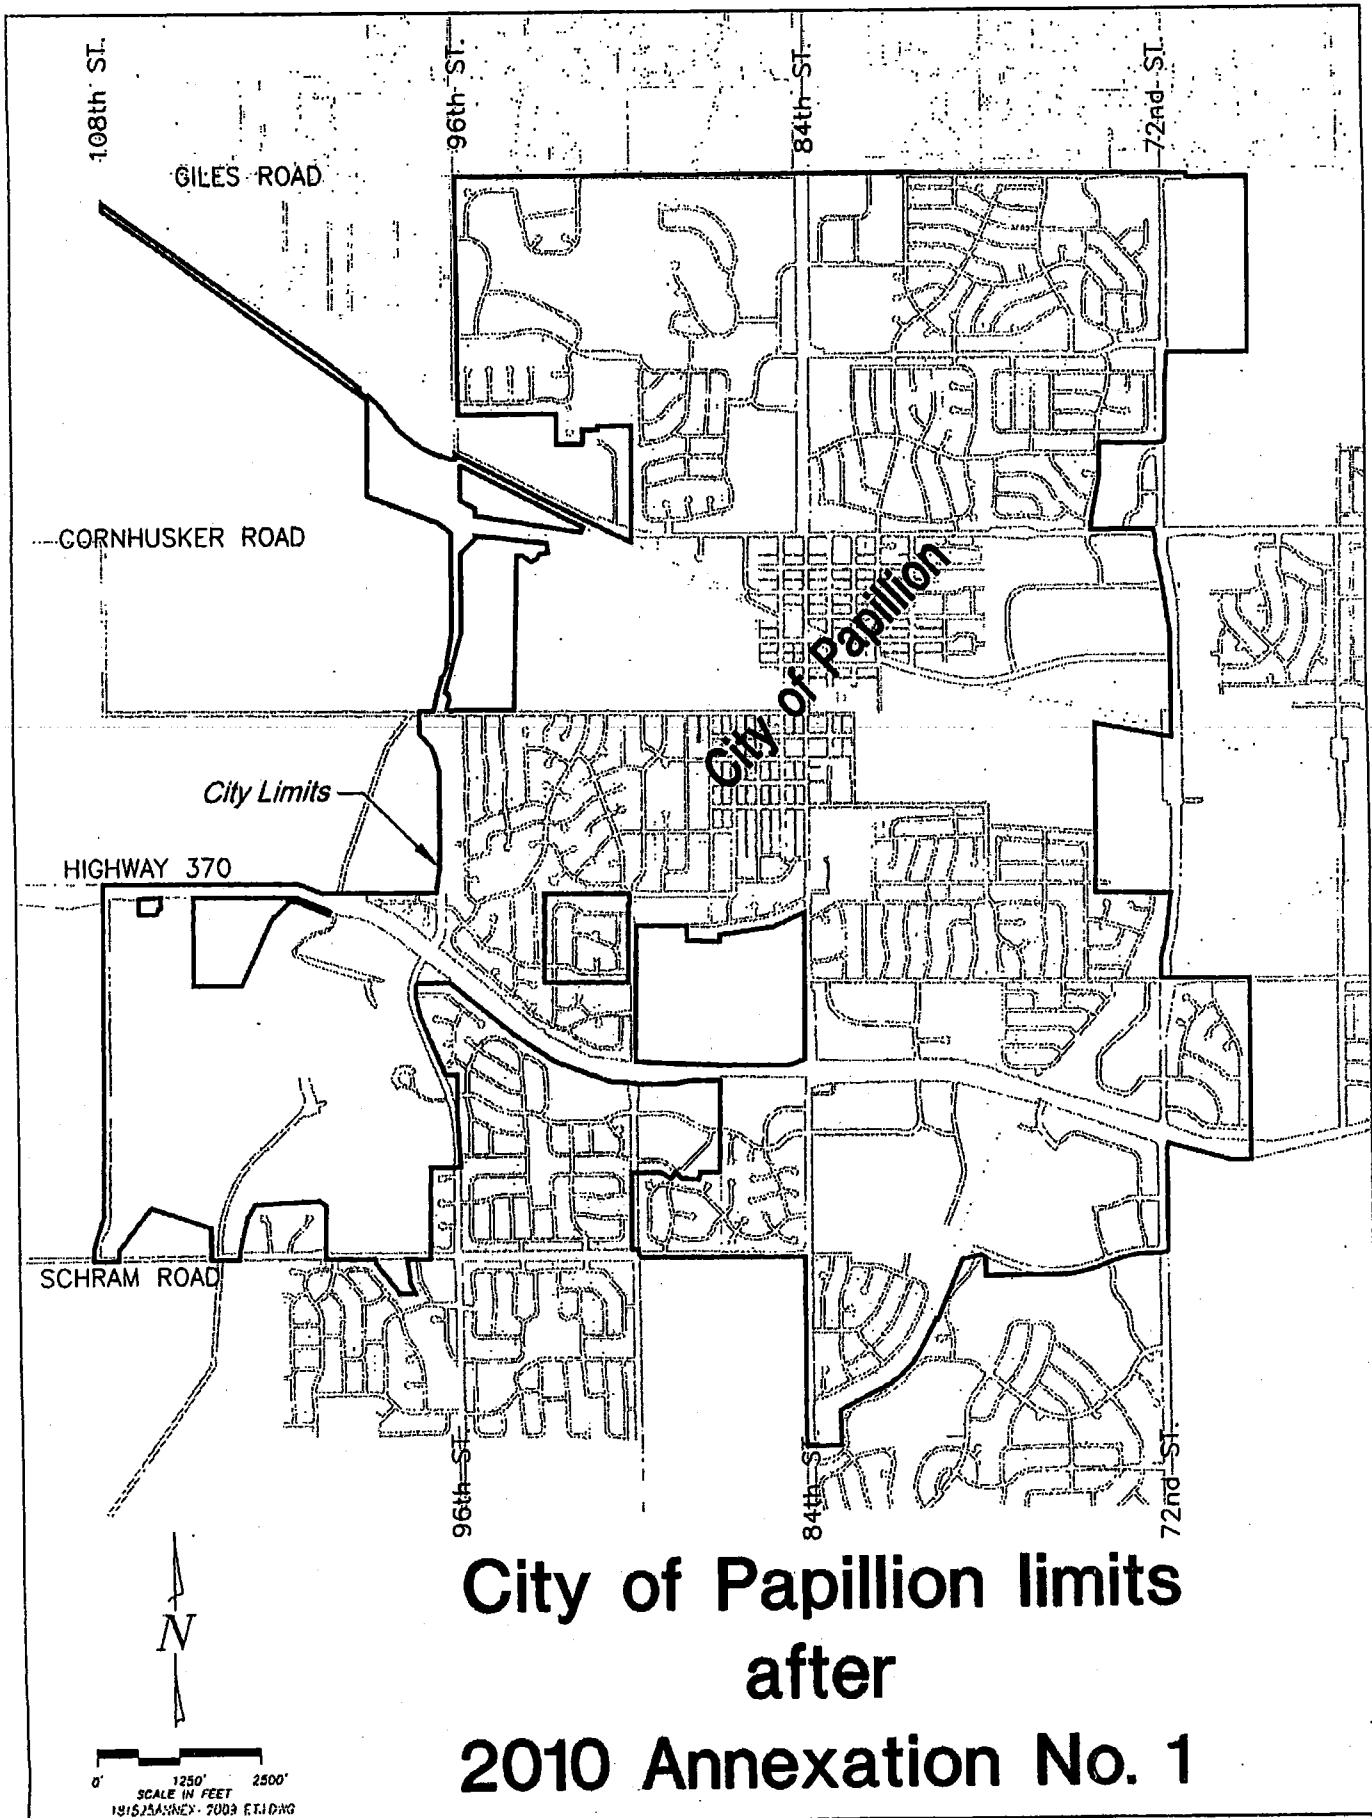 108th ST.
96th ST.
84th ST.
72nd ST.
GILES ROAD
CORNHUSKER ROAD
City of Papillion
City Limits
HIGHWAY 370
SCHRAM ROAD
96th ST.
84th ST.
72nd ST.
City of Papillion limits
after
2010 Annexation No. 1
N
0' 1250' 2500'
SCALE IN FEET